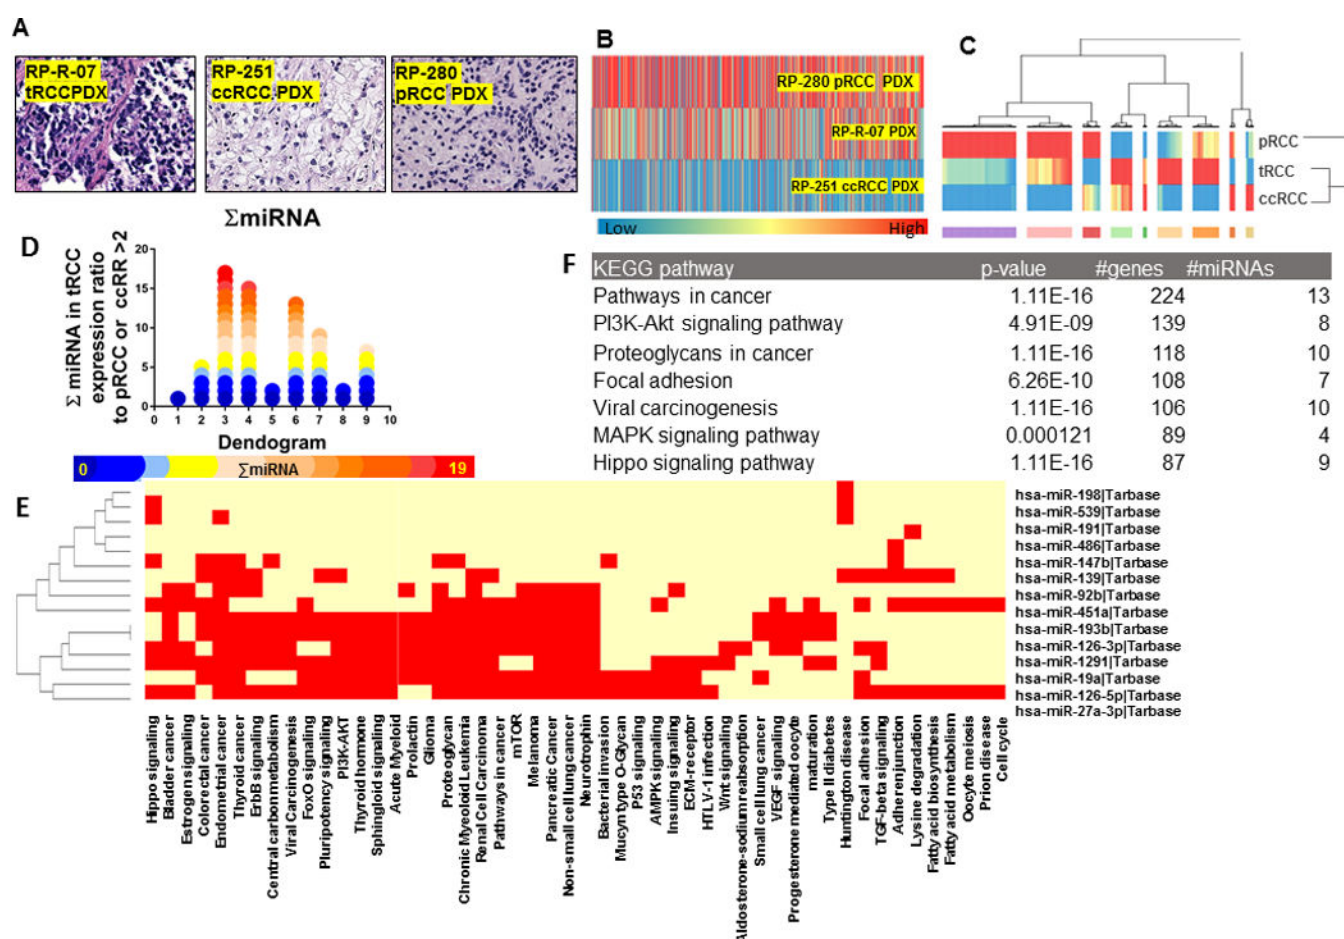 A
B
C
RP-R-07
tRCCPDX
RP-251
ccRCC PDX
RP-280
pRCC PDX
RP-280 pRCC PDX
RP-R-07 PDX
RP-251 ccRCC PDX
Low
High
pRCC
tRCC
ccRCC
ΣmiRNA
D
Σ miRNA in tRCC
expression ratio
to pRCC or ccRR >2
20
15
10
5
0
0 1 2 3 4 5 6 7 8 9 10
Dendogram
0
∑miRNA
19
F
KEGG pathway p-value #genes #miRNAs
Pathways in cancer 1.11E-16 224 13
PI3K-Akt signaling pathway 4.91E-09 139 8
Proteoglycans in cancer 1.11E-16 118 10
Focal adhesion 6.26E-10 108 7
Viral carcinogenesis 1.11E-16 106 10
MAPK signaling pathway 0.000121 89 4
Hippo signaling pathway 1.11E-16 87 9
E
hsa-miR-198|Tarbase
hsa-miR-539|Tarbase
hsa-miR-191|Tarbase
hsa-miR-486|Tarbase
hsa-miR-147b|Tarbase
hsa-miR-139|Tarbase
hsa-miR-92b|Tarbase
hsa-miR-451a|Tarbase
hsa-miR-193b|Tarbase
hsa-miR-126-3p|Tarbase
hsa-miR-1291|Tarbase
hsa-miR-19a|Tarbase
hsa-miR-126-5p|Tarbase
hsa-miR-27a-3p|Tarbase
Hippo signaling
Bladder cancer
Estrogen signaling
Colorectal cancer
Endometrial cancer
Thyroid cancer
ErbB signaling
Central carbon metabolism
Viral Carcinogenesis
FoxO signaling
Pluripotency signaling
PI3K-AKT
Thyroid hormone
Sphingloid signaling
Acute Myeloid
Prolactin
Glioma
Proteoglycan
Chronic Myeloid Leukemia
Renal Cell Carcinoma
Pathways in cancer
mTOR
Melanoma
Pancreatic Cancer
Non-small cell lung cancer
Neurotrophin
Bacterial invasion
Mucyn type O-Glycan
P53 signaling
AMPK signaling
Insuing signaling
ECM-receptor
HTLV-1 infection
Wnt signaling
Aldosterone-sodium reabsorption
Small cell lung cancer
VEGF signaling
Progesterone mediated oocyte
maturation
Type II diabetes
Huntington disease
Focal adhesion
TGF-beta signaling
Adherenjunction
Lysine degradation
Fatty acid biosynthesis
Fatty acid metabolism
Oocyte meiosis
Prion disease
Cell cycle